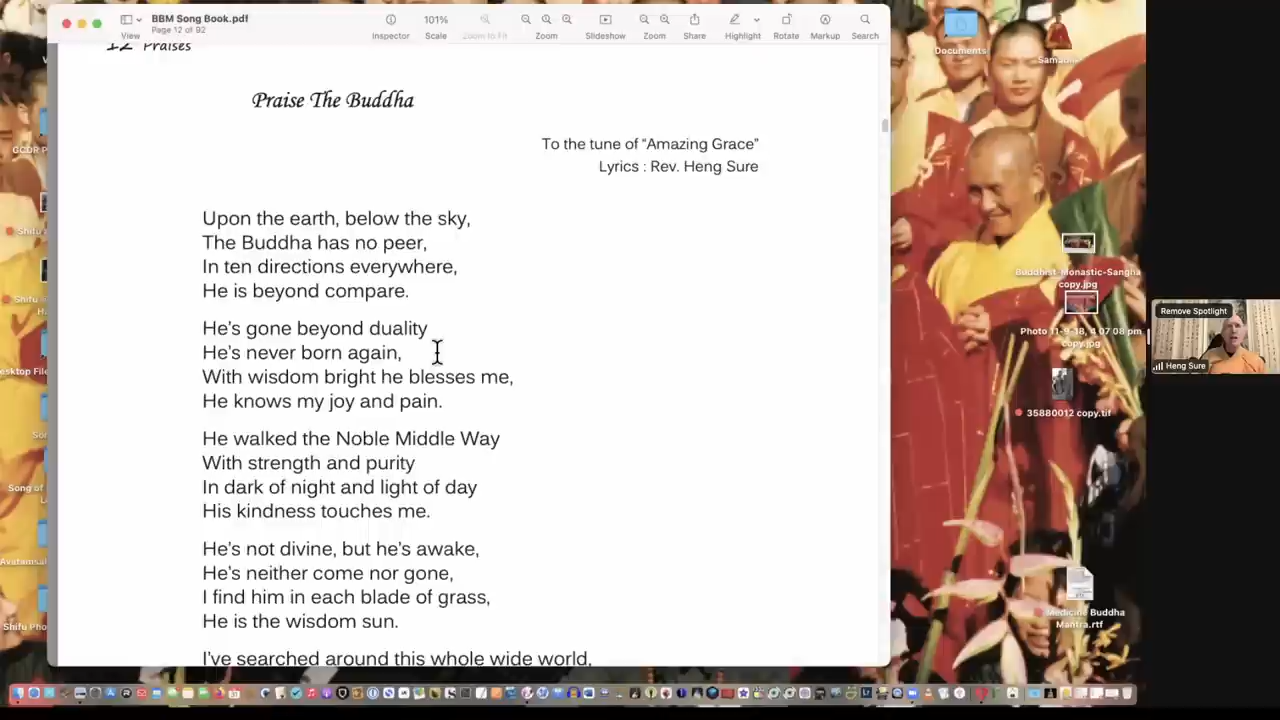 BBM Song Book.pdf
Page 12 of 92
View
Inspector
101%
Scale
Zoom to Fit
Zoom
Slideshow
Zoom
Share
Highlight
Rotate
Markup
Search
12 Praises
Praise The Buddha
To the tune of "Amazing Grace"
Lyrics : Rev. Heng Sure
Upon the earth, below the sky,
The Buddha has no peer,
In ten directions everywhere,
He is beyond compare.
He's gone beyond duality
He's never born again,
With wisdom bright he blesses me,
He knows my joy and pain.
He walked the Noble Middle Way
With strength and purity
In dark of night and light of day
His kindness touches me.
He's not divine, but he's awake,
He's neither come nor gone,
I find him in each blade of grass,
He is the wisdom sun.
I've searched around this whole wide world,
Documents
Buddhist-Monastic-Sangha
copy.jpg
Photo 11-9-18, 4 07 08 pm
copy.jpg
35880012 copy.tif
Medicine Buddha
Mantra.rtf
Remove Spotlight
Heng Sure